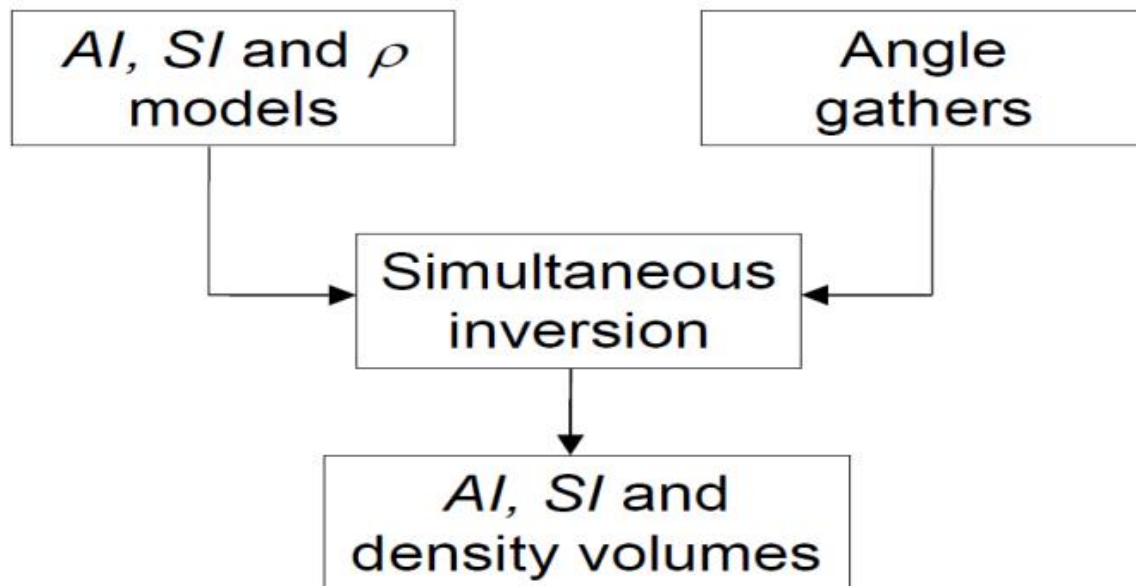 AI, SI and ρ
models
Angle
gathers
Simultaneous
inversion
AI, SI and
density volumes